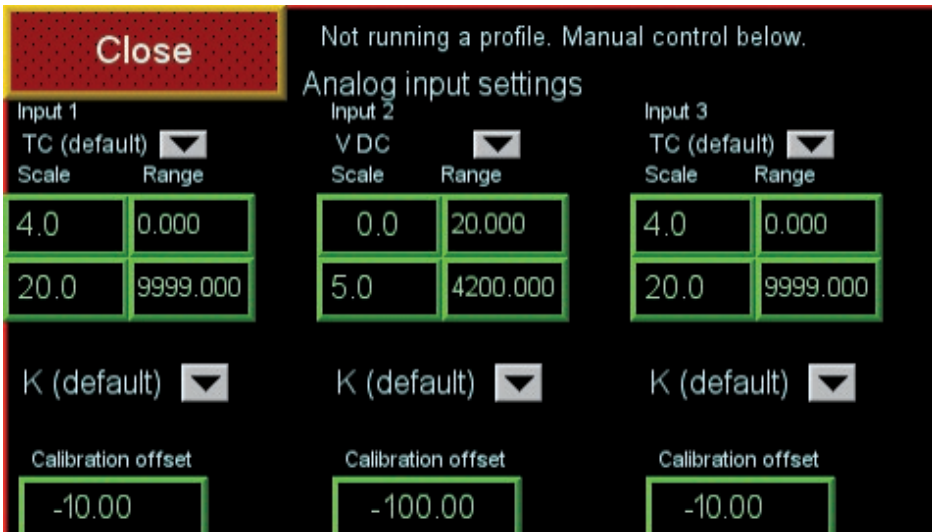 Close
Not running a profile. Manual control below.
Analog input settings
Input 1 Input 2 Input 3
TC (default) V DC TC (default)
Scale Range Scale Range Scale Range
4.0 0.000 0.0 20.000 4.0 0.000
20.0 9999.000 5.0 4200.000 20.0 9999.000
K (default) K (default) K (default)
Calibration offset Calibration offset Calibration offset
-10.00 -100.00 -10.00